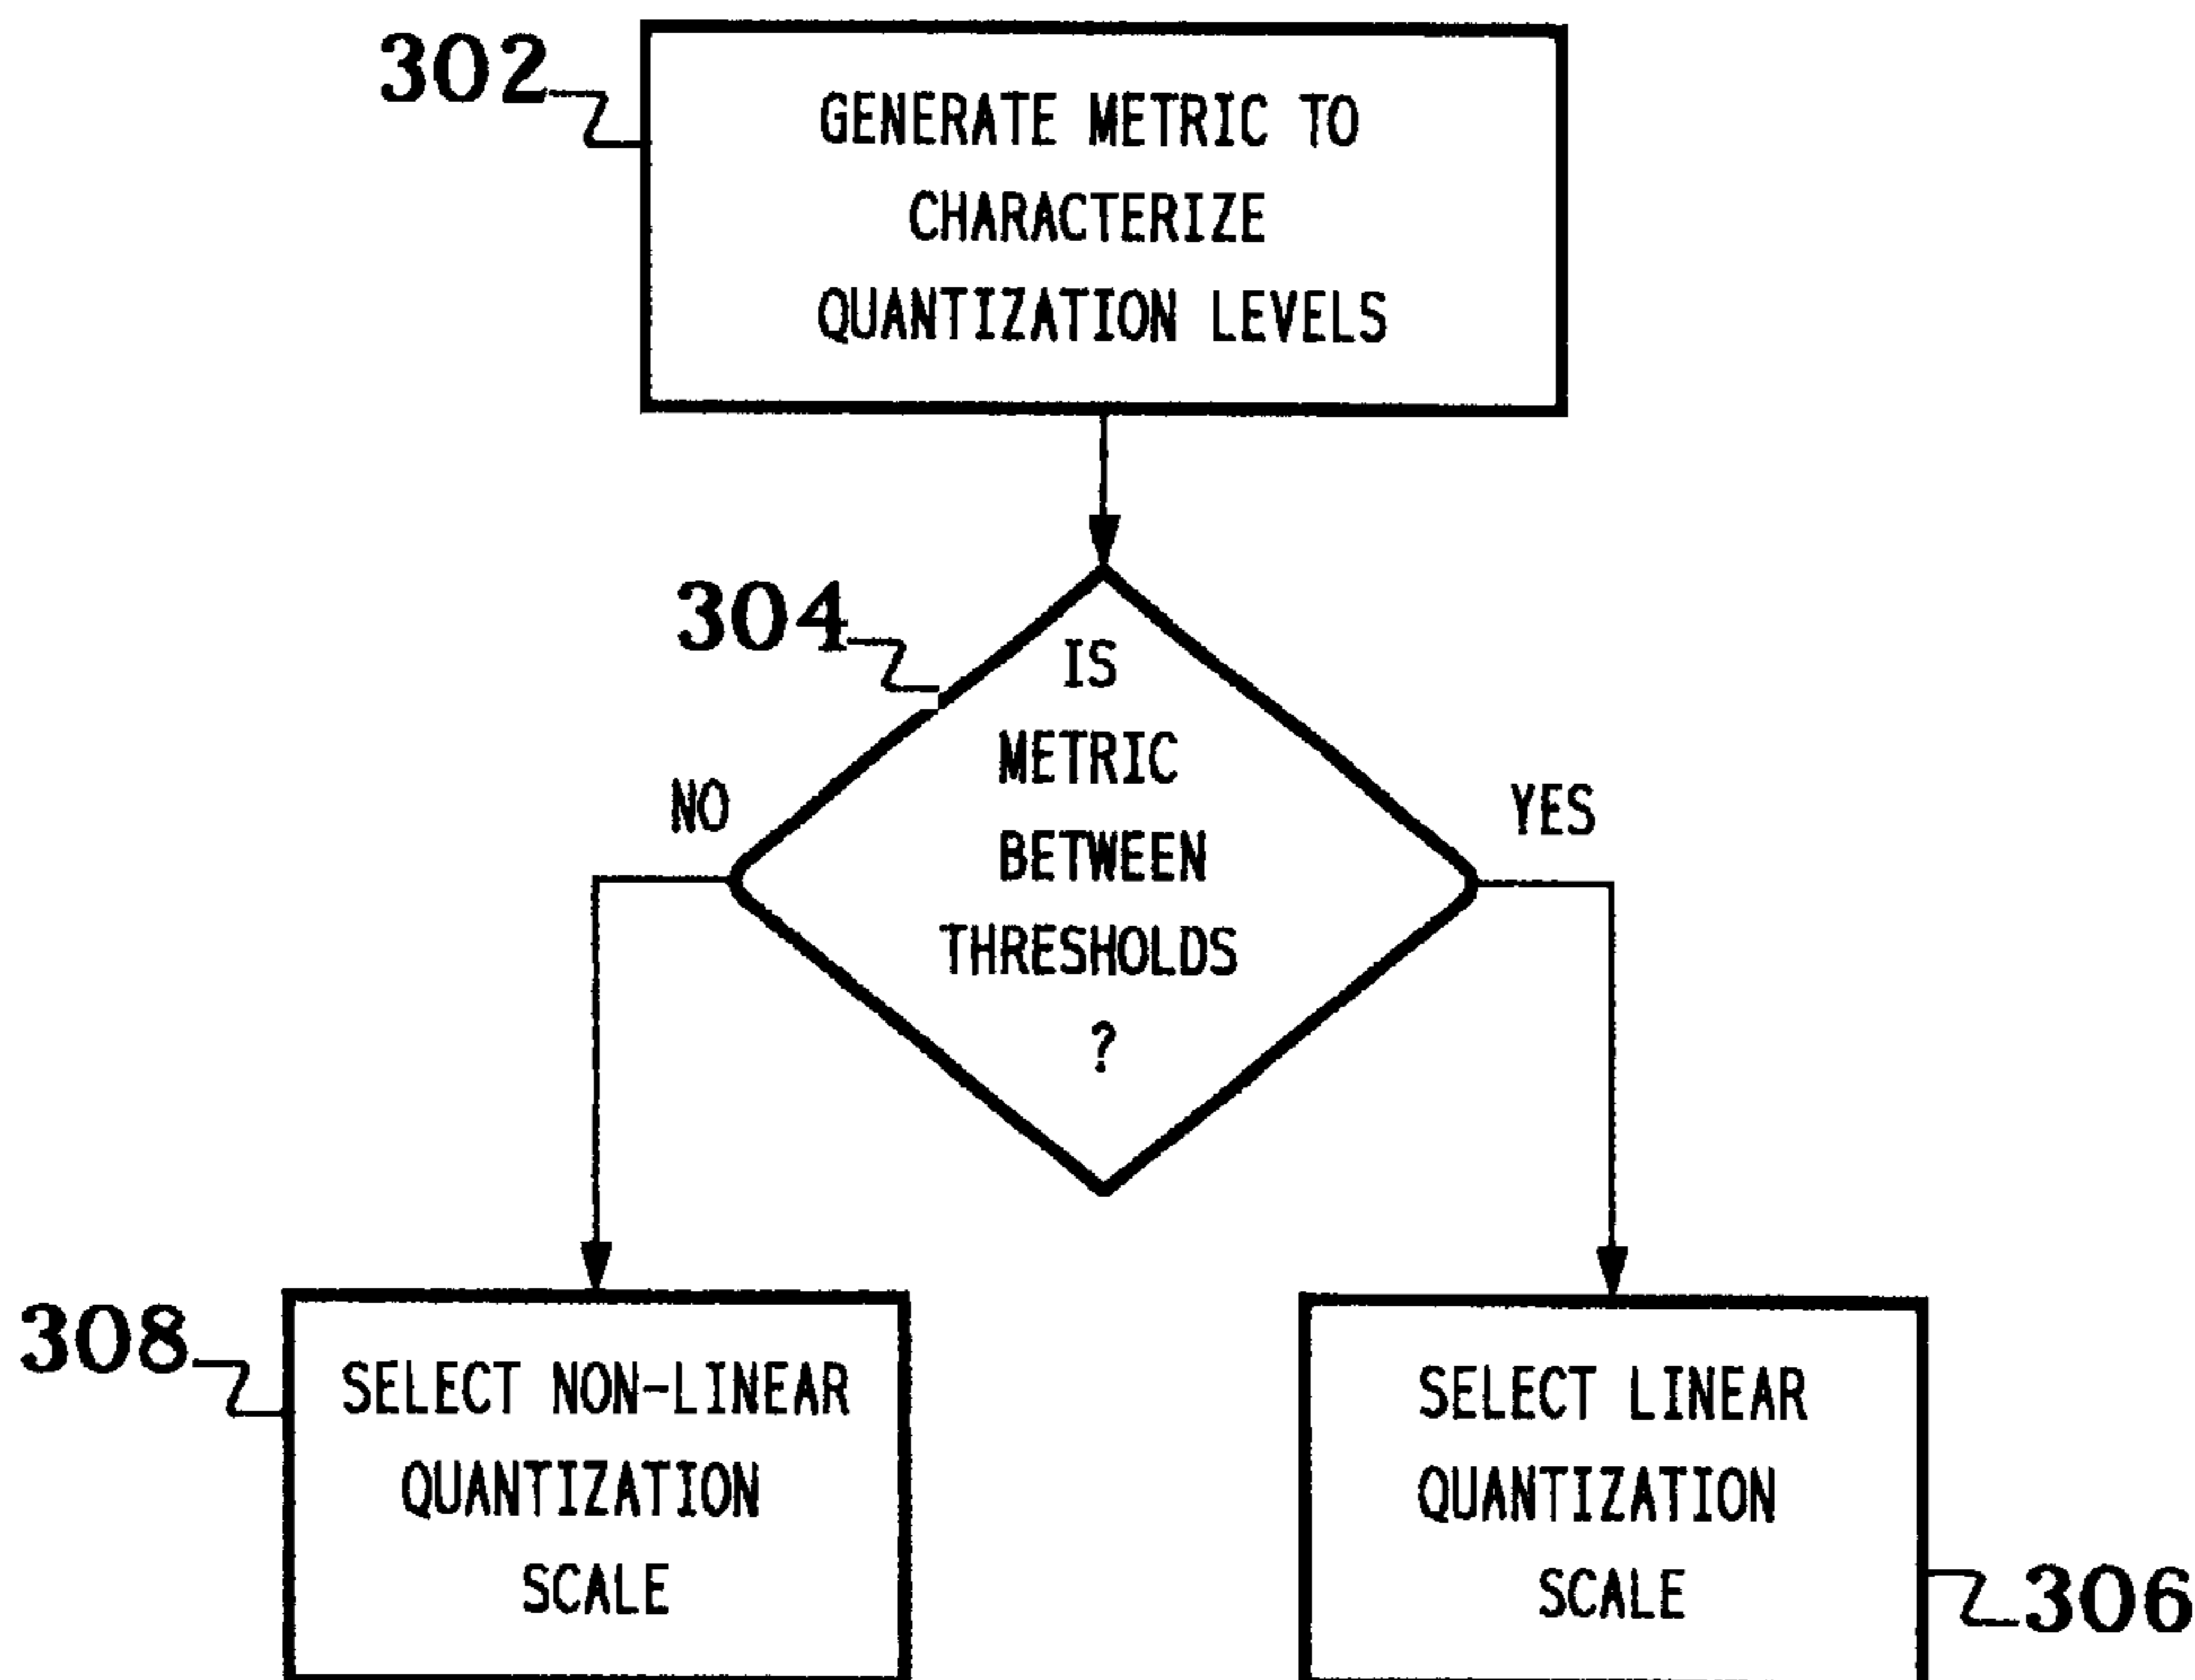 302
GENERATE METRIC TO
CHARACTERIZE
QUANTIZATION LEVELS
304
IS
METRIC
BETWEEN
THRESHOLDS
?
NO
YES
308
SELECT NON-LINEAR
QUANTIZATION
SCALE
SELECT LINEAR
QUANTIZATION
SCALE
306